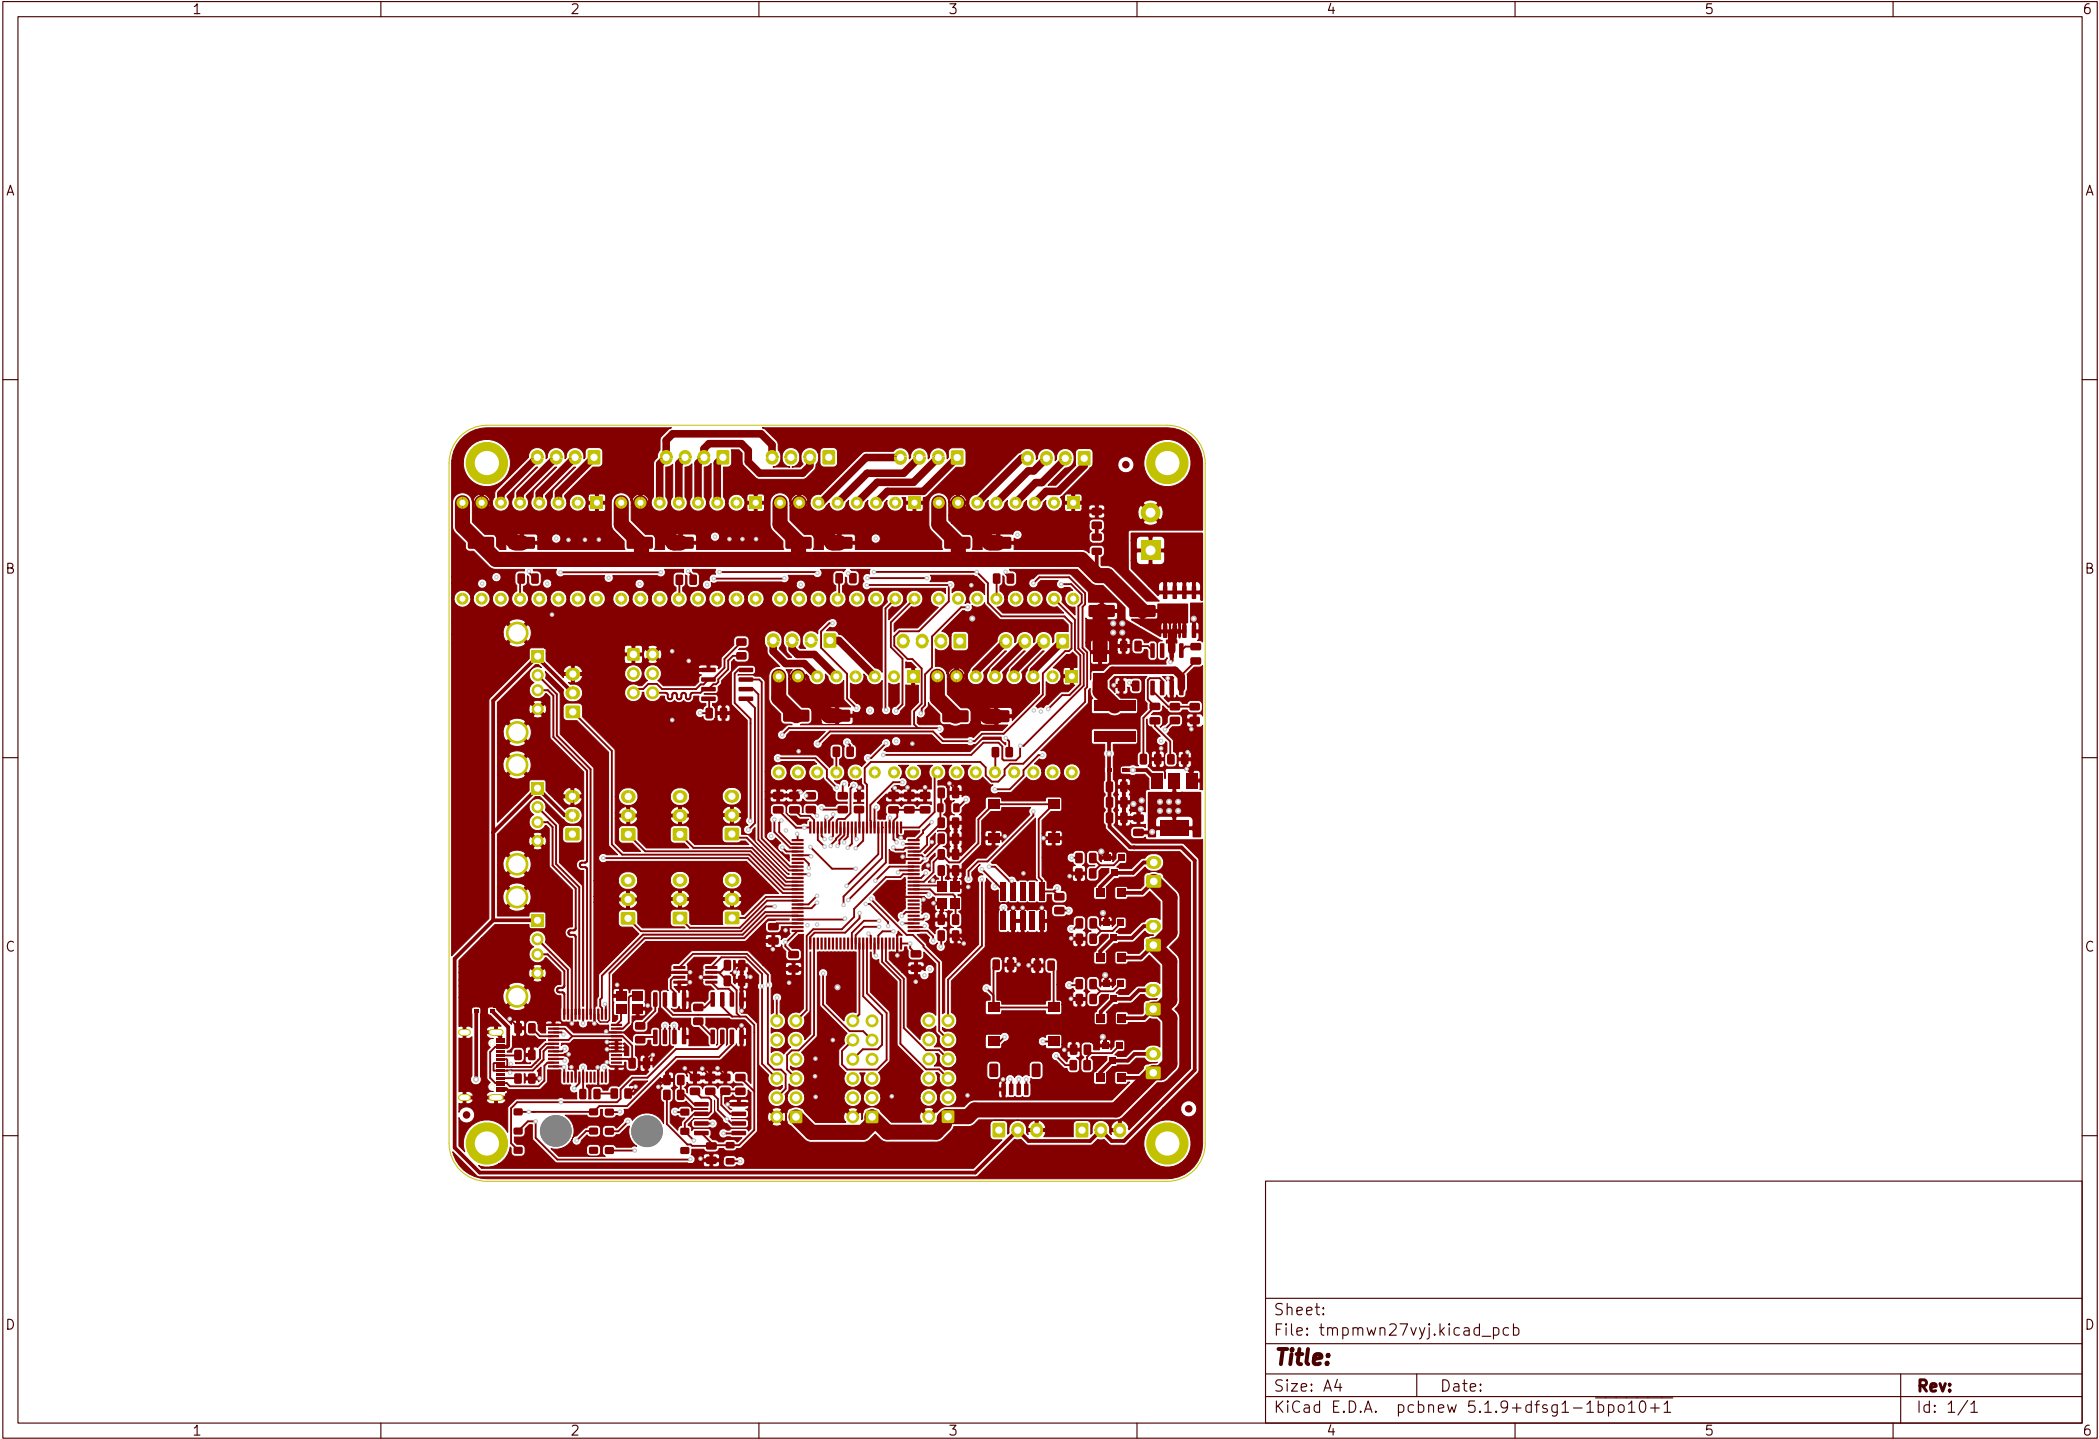 1 2 3 4 5 6
A A
B B
C C
D D
Sheet:
File: tmpmwn27vyj.kicad_pcb
Title:
Size: A4 Date: Rev:
KiCad E.D.A. pcbnew 5.1.9+dfsg1-1bpo10+1 Id: 1/1
1 2 3 4 5 6